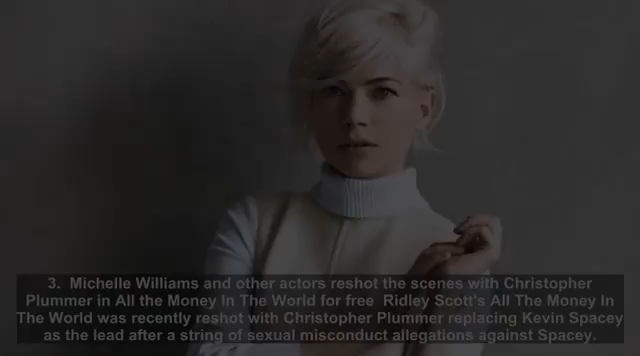 3. Michelle Williams and other actors reshot the scenes with Christopher
Plummer in All the Money In The World for free Ridley Scott's All The Money In
The World was recently reshot with Christopher Plummer replacing Kevin Spacey
as the lead after a string of sexual misconduct allegations against Spacey.